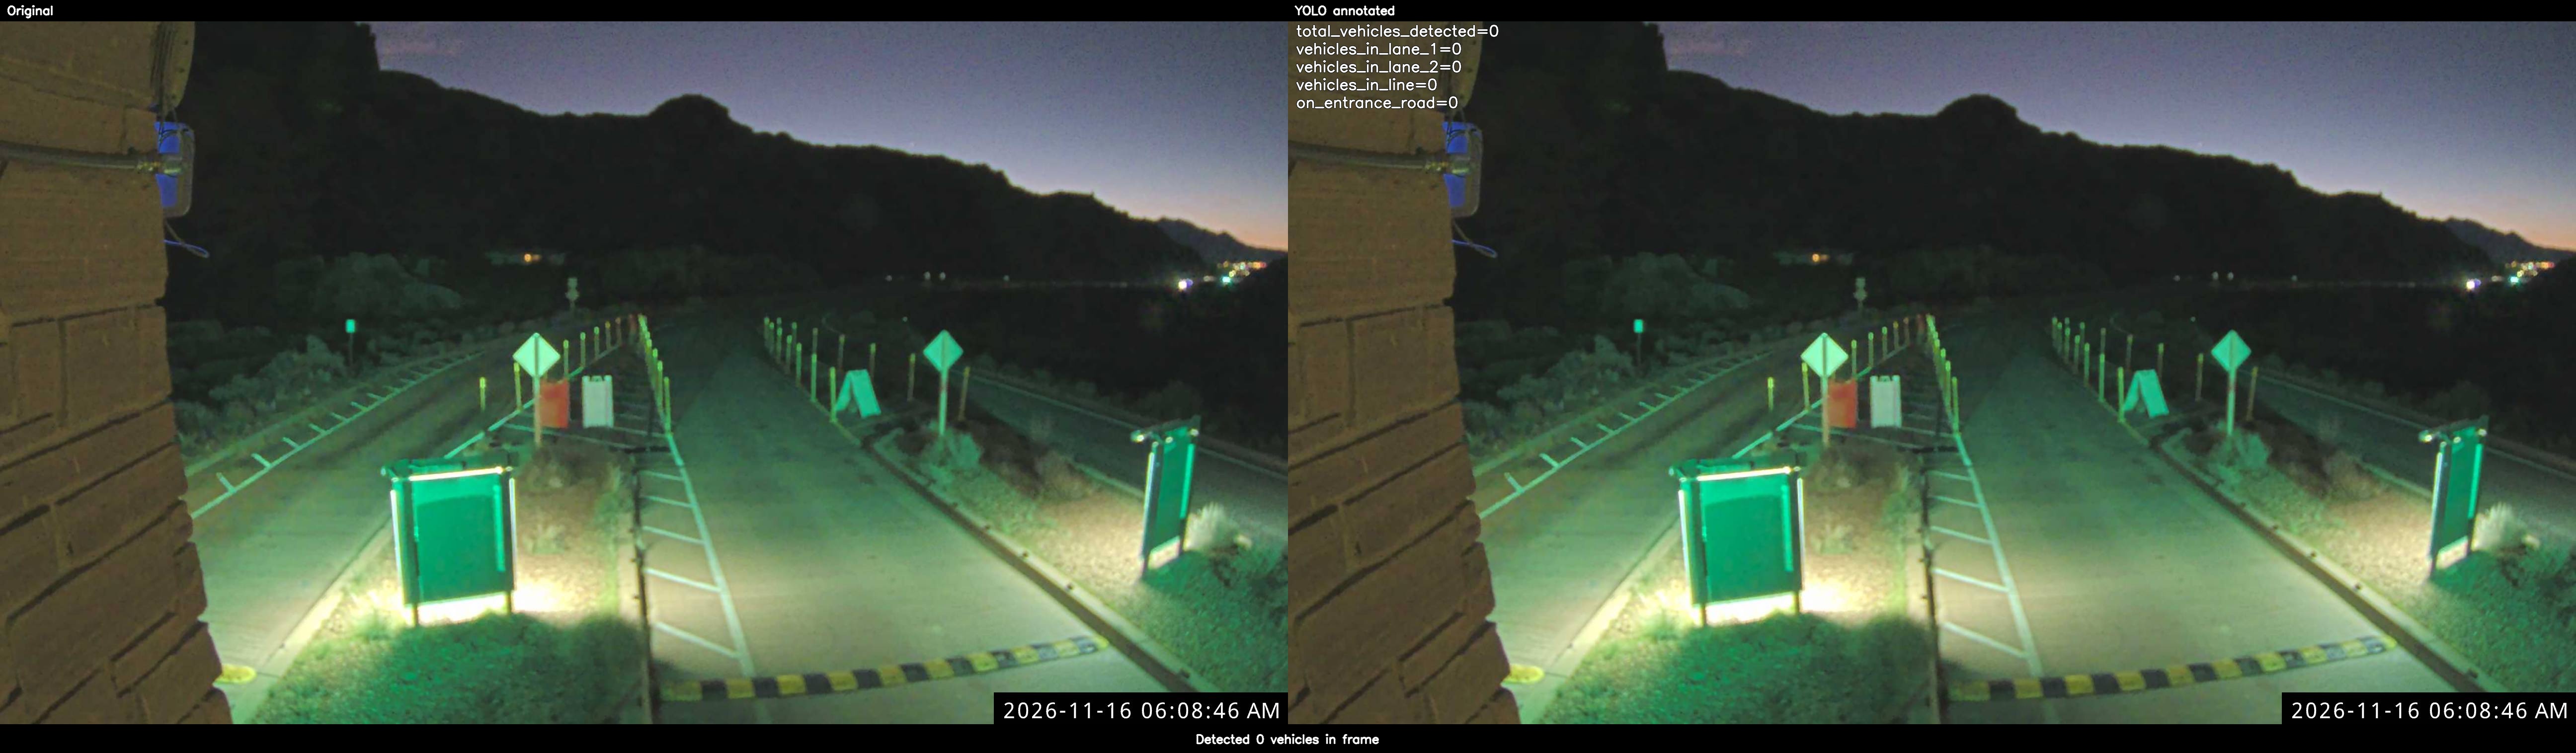 Original
YOLO annotated
total_vehicles_detected=0
vehicles_in_lane_1=0
vehicles_in_lane_2=0
vehicles_in_line=0
on_entrance_road=0
2026-11-16 06:08:46 AM
2026-11-16 06:08:46 AM
Detected 0 vehicles in frame